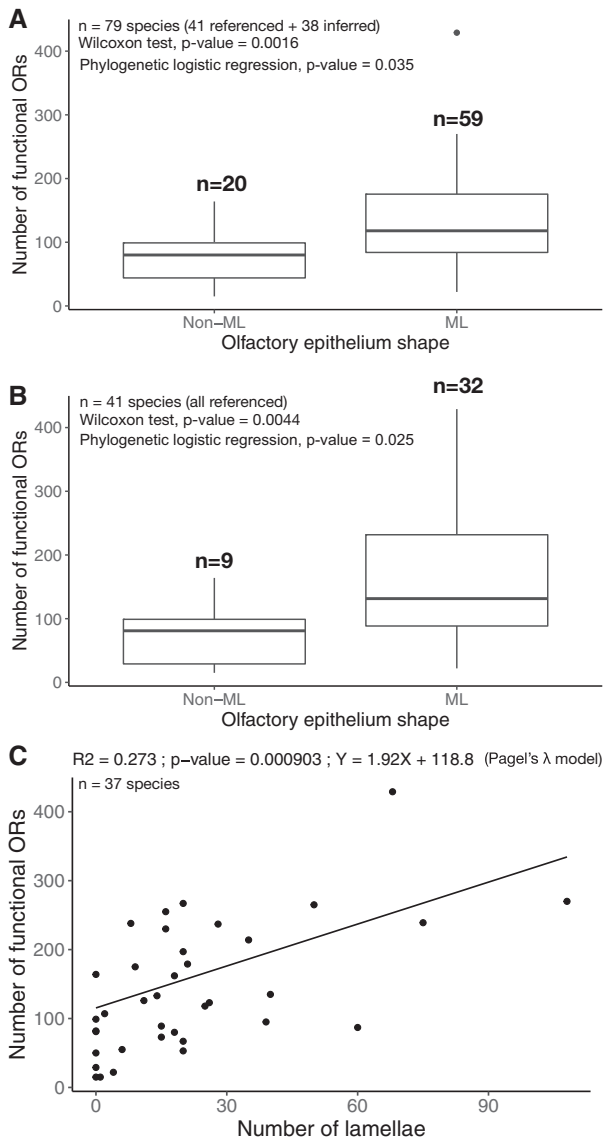 A
n = 79 species (41 referenced + 38 inferred)
Wilcoxon test, p-value = 0.0016
Phylogenetic logistic regression, p-value = 0.035
Number of functional ORs
400
300
200
100
0
n=20
n=59
Non−ML
ML
Olfactory epithelium shape
B
n = 41 species (all referenced)
Wilcoxon test, p-value = 0.0044
Phylogenetic logistic regression, p-value = 0.025
Number of functional ORs
400
300
200
100
0
n=9
n=32
Non−ML
ML
Olfactory epithelium shape
C
R2 = 0.273 ; p−value = 0.000903 ; Y = 1.92X + 118.8 (Pagel's λ model)
n = 37 species
Number of functional ORs
400
300
200
100
0
0 30 60 90
Number of lamellae